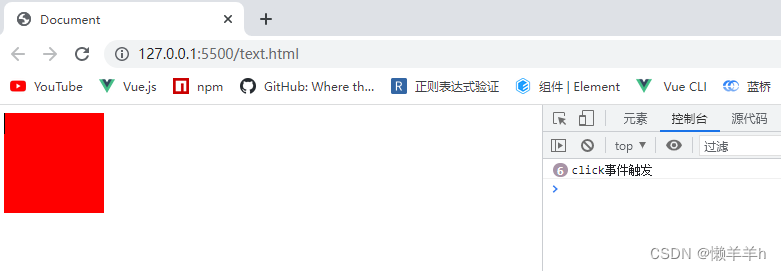 Document
127.0.0.1:5500/text.html
YouTube Vue.js npm GitHub: Where th... R 正则表达式验证 组件 | Element Vue CLI 蓝桥
元素 控制台 源代码
top 过滤
6 click事件触发
CSDN @懒羊羊h